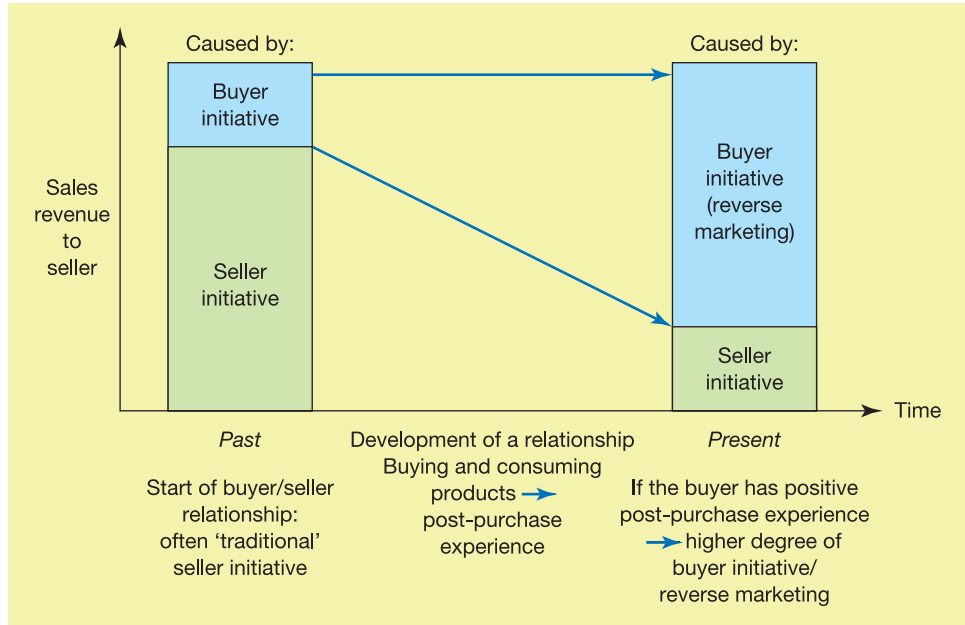 Caused by:
Caused by:
Buyer
initiative
Seller
initiative
Buyer
initiative
(reverse
marketing)
Seller
initiative
Sales
revenue
to
seller
Time
Past
Start of buyer/seller
relationship:
often ‘traditional’
seller initiative
Development of a relationship
Buying and consuming
products
post-purchase
experience
Present
If the buyer has positive
post-purchase experience
higher degree of
buyer initiative/
reverse marketing